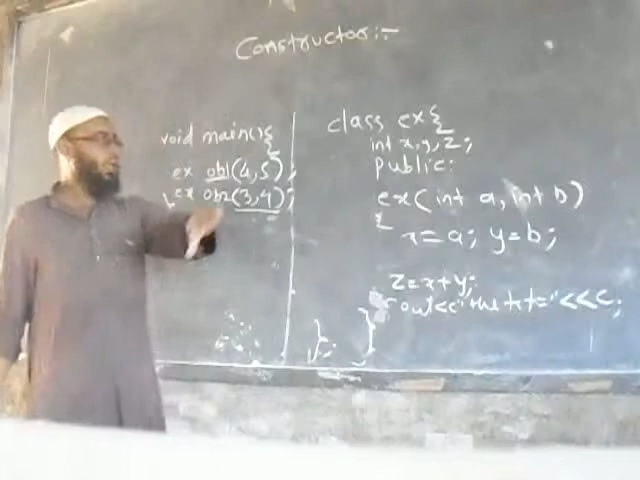 Constructor:-
void main(){
ex ob1(4,5);
ex ob2(3,4);
class ex{
int x,y,z;
public:
ex(int a, int b)
{
x=a; y=b;
z=x+y;
cout<<"the =" <<c;
}
};